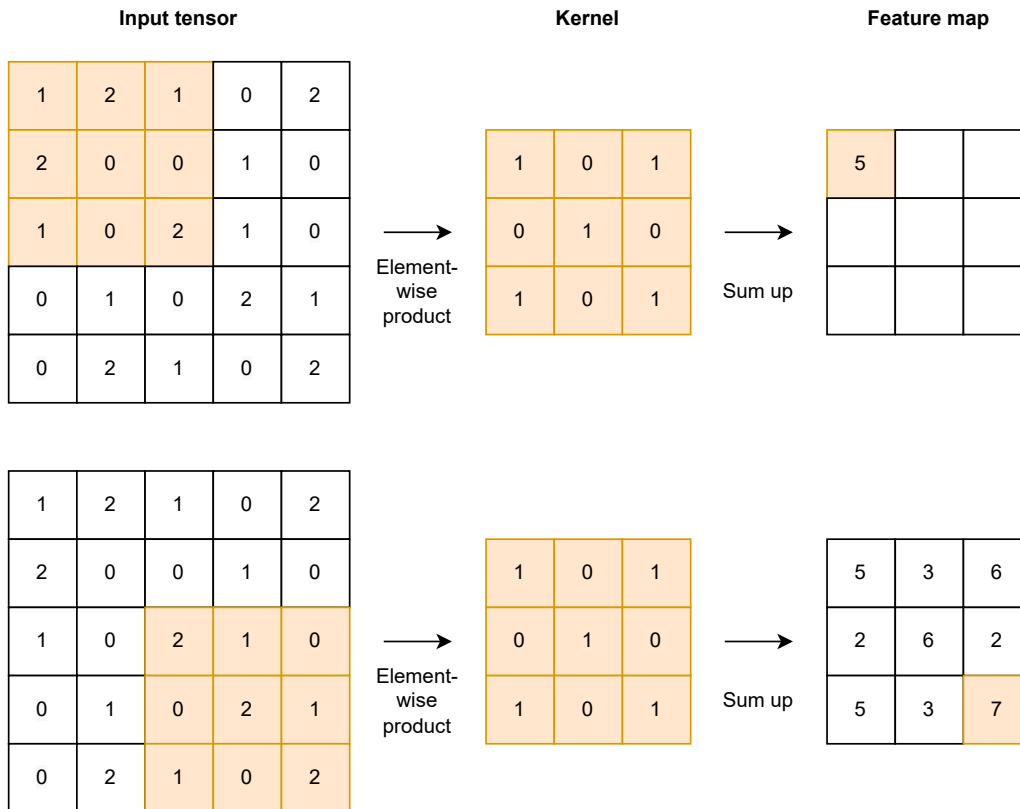 Input tensor Kernel Feature map
1 2 1 0 2
2 0 0 1 0 1 0 1 5
1 0 2 1 0 0 1 0
Element-
wise
product
Sum up
0 1 0 2 1 1 0 1
0 2 1 0 2
1 2 1 0 2
2 0 0 1 0 1 0 1 5 3 6
1 0 2 1 0 0 1 0 2 6 2
Element-
wise
product
Sum up
0 1 0 2 1 1 0 1 5 3 7
0 2 1 0 2